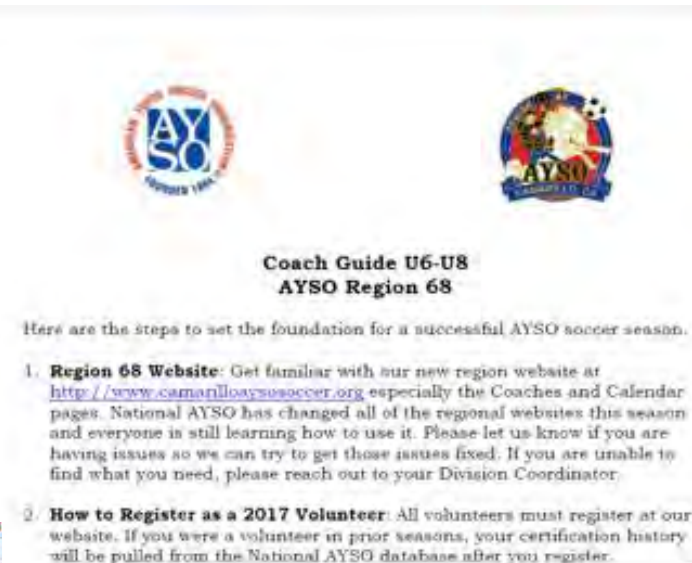 AYSO
FOUNDED 1964
AYSO
Coach Guide U6-U8
AYSO Region 68
Here are the steps to set the foundation for a successful AYSO soccer season.
1. Region 68 Website: Get familiar with our new region website at
http://www.camarilloaysosoccer.org especially the Coaches and Calendar
pages. National AYSO has changed all of the regional websites this season
and everyone is still learning how to use it. Please let us know if you are
having issues so we can try to get those issues fixed. If you are unable to
find what you need, please reach out to your Division Coordinator.
2. How to Register as a 2017 Volunteer: All volunteers must register at our
website. If you were a volunteer in prior seasons, your certification history
will be pulled from the National AYSO database after you register.